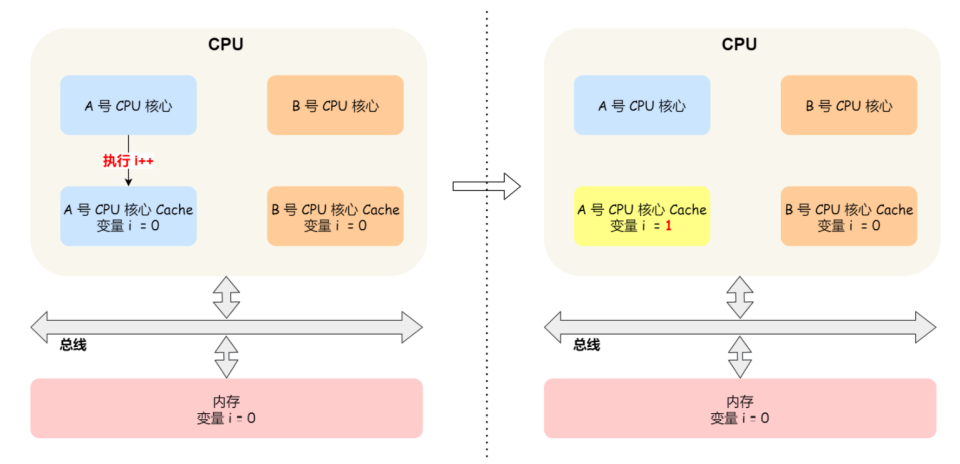 CPU
A 号 CPU 核心
B 号 CPU 核心
执行 i++
A 号 CPU 核心 Cache
变量 i = 0
B 号 CPU 核心 Cache
变量 i = 0
总线
内存
变量 i = 0
CPU
A 号 CPU 核心
B 号 CPU 核心
A 号 CPU 核心 Cache
变量 i = 1
B 号 CPU 核心 Cache
变量 i = 0
总线
内存
变量 i = 0